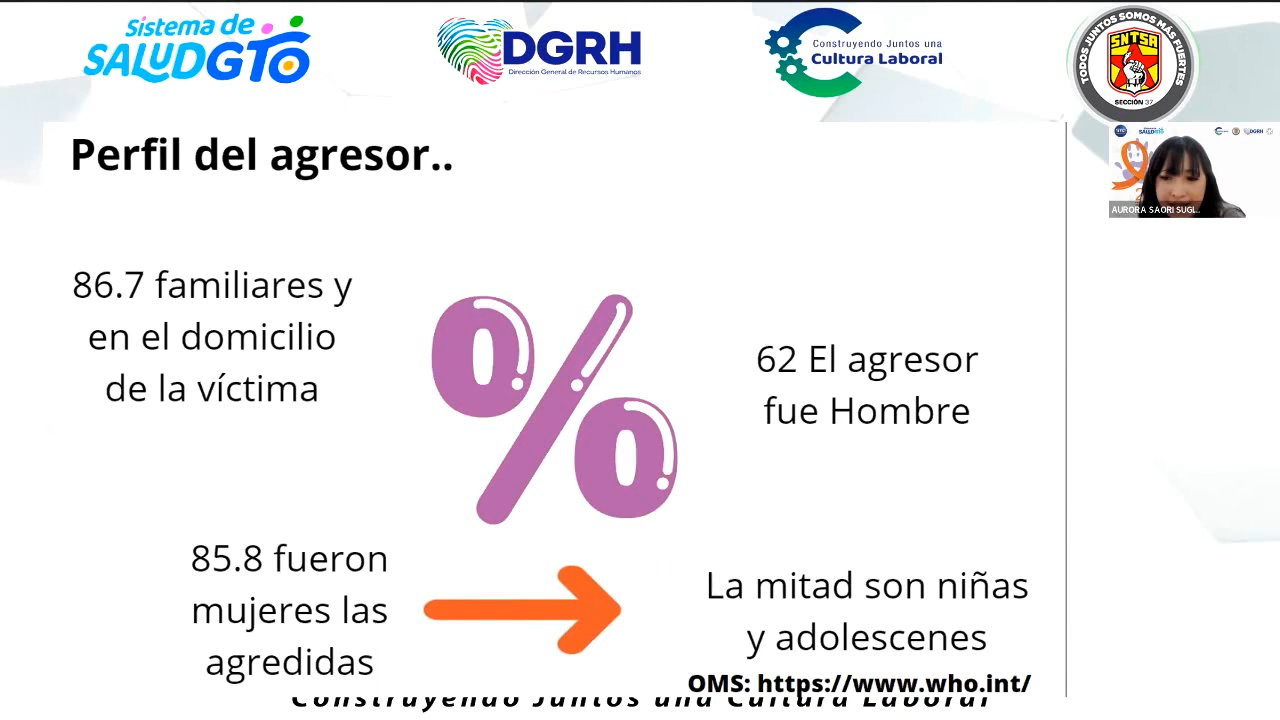 Sistema de
SALUDGTO
DGRH
Dirección General de Recursos Humanos
Construyendo Juntos una
Cultura Laboral
TODOS JUNTOS SOMOS MÁS FUERTES
SNTSA
SECCIÓN 37
Perfil del agresor..
AURORA SAORI SUGI...
86.7 familiares y
en el domicilio
de la víctima
%
62 El agresor
fue Hombre
85.8 fueron
mujeres las
agredidas
La mitad son niñas
y adolescenes
OMS: https://www.who.int/
Construyendo Juntos una Cultura Laboral